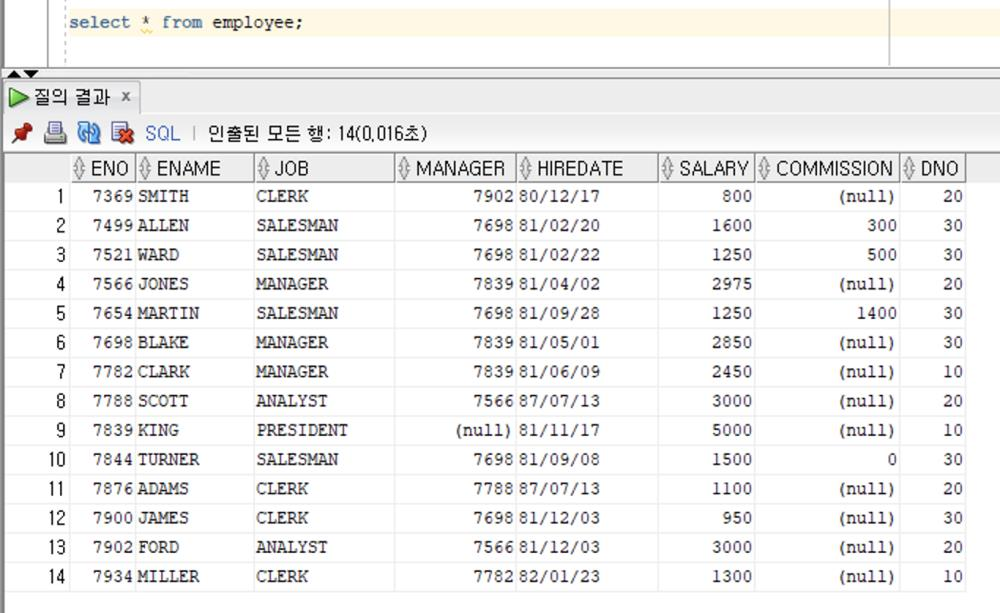 select * from employee;
질의 결과 x
SQL | 인출된 모든 행: 14(0,016초)
ENO ENAME JOB MANAGER HIREDATE SALARY COMMISSION DNO
1 7369 SMITH CLERK 7902 80/12/17 800 (null) 20
2 7499 ALLEN SALESMAN 7698 81/02/20 1600 300 30
3 7521 WARD SALESMAN 7698 81/02/22 1250 500 30
4 7566 JONES MANAGER 7839 81/04/02 2975 (null) 20
5 7654 MARTIN SALESMAN 7698 81/09/28 1250 1400 30
6 7698 BLAKE MANAGER 7839 81/05/01 2850 (null) 30
7 7782 CLARK MANAGER 7839 81/06/09 2450 (null) 10
8 7788 SCOTT ANALYST 7566 87/07/13 3000 (null) 20
9 7839 KING PRESIDENT (null) 81/11/17 5000 (null) 10
10 7844 TURNER SALESMAN 7698 81/09/08 1500 0 30
11 7876 ADAMS CLERK 7788 87/07/13 1100 (null) 20
12 7900 JAMES CLERK 7698 81/12/03 950 (null) 30
13 7902 FORD ANALYST 7566 81/12/03 3000 (null) 20
14 7934 MILLER CLERK 7782 82/01/23 1300 (null) 10